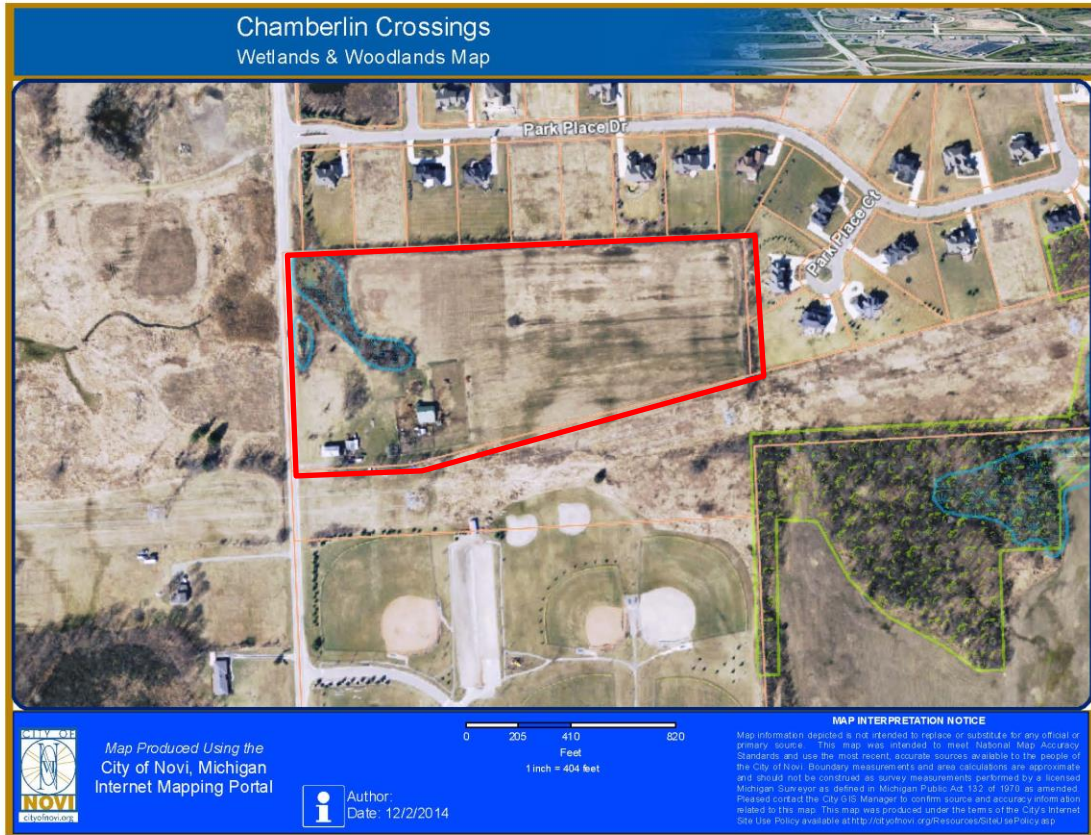 Chamberlin Crossings
Wetlands & Woodlands Map
Park Place Dr
Park Place Ct
CITY OF
NOVI
cityofnovi.org
Map Produced Using the
City of Novi, Michigan
Internet Mapping Portal
0 205 410 820
Feet
1 inch = 404 feet
i
Author:
Date: 12/2/2014
MAP INTERPRETATION NOTICE
Map information depicted is not intended to replace or substitute for any official or
primary source. This map was intended to meet National Map Accuracy
Standards and use the most recent, accurate sources available to the people of
the City of Novi. Boundary measurements and area calculations are approximate
and should not be construed as survey measurements performed by a licensed
Michigan Surveyor as defined in Michigan Public Act 132 of 1970 as amended.
Pleased contact the City GIS Manager to confirm source and accuracy information
related to this map. This map was produced under the terms of the City's Internet
Site Use Policy available at http://cityofnovi.org/Resources/SiteUsePolicy.asp